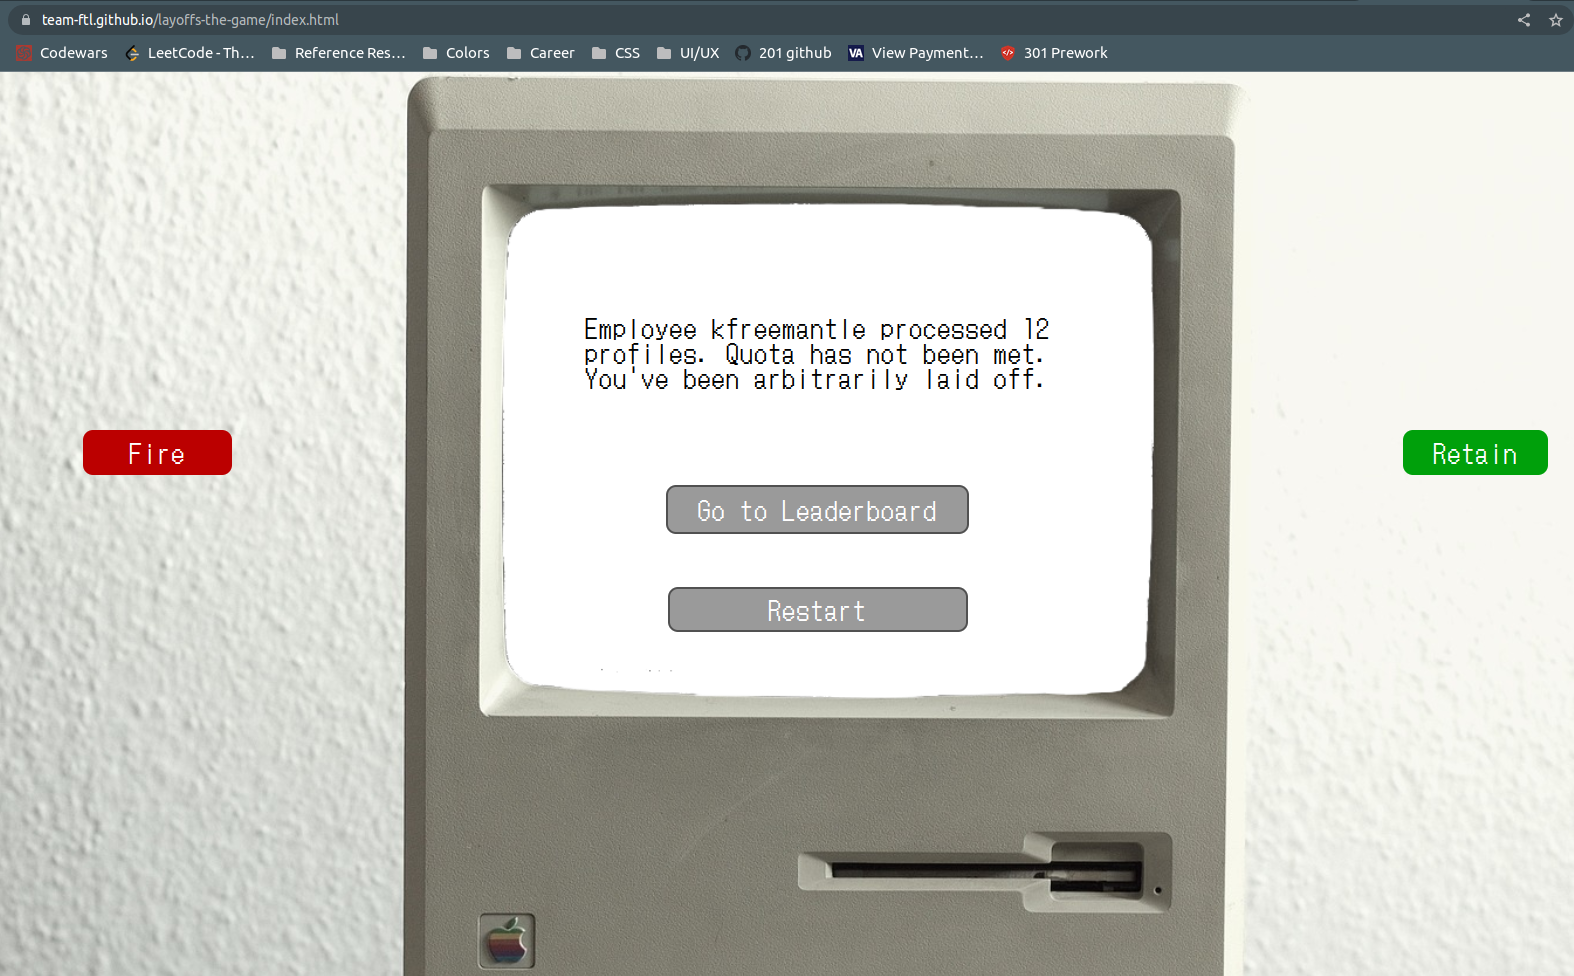 team-ftl.github.io/layoffs-the-game/index.html
Codewars LeetCode - Th... Reference Res... Colors Career CSS UI/UX 201 github VA View Payment... </> 301 Prework
Employee kfreemantle processed 12
profiles. Quota has not been met.
You've been arbitrarily laid off.
Fire
Retain
Go to Leaderboard
Restart